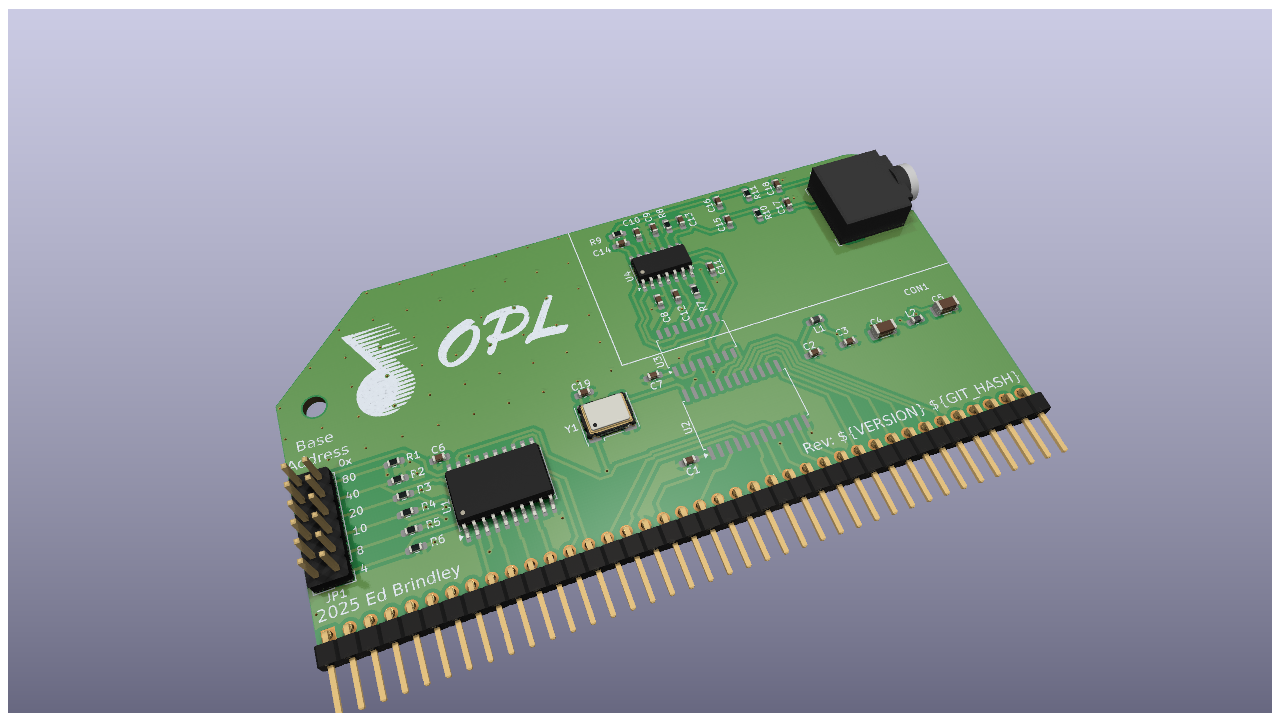 OPL
Base
Address
0x
80
40
20
10
8
4
JP1
R1
R2
R3
R4
R5
R6
C6
U1
C19
Y1
C7
U3
U2
C1
R9
C14
C10
C9
R8
C13
U4
C11
C8
C12
R7
C16
C15
R11
C18
R10
C17
L1
C2
C3
C4
L2
C5
CON1
Rev: ${VERSION} ${GIT_HASH}
2025 Ed Brindley